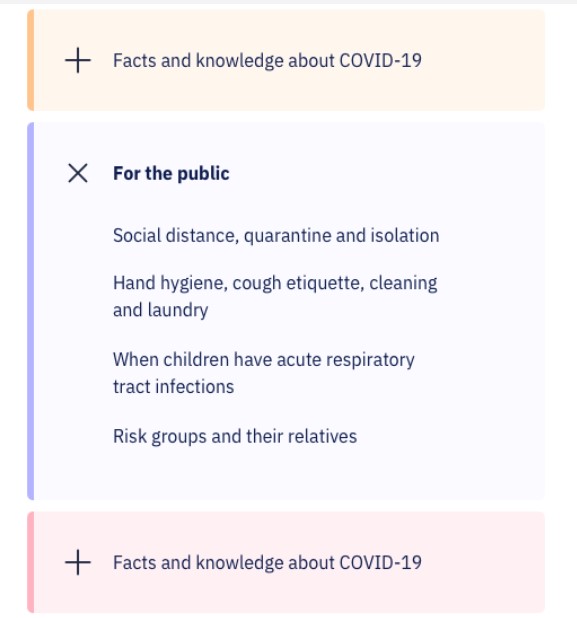 Facts and knowledge about COVID-19
For the public
Social distance, quarantine and isolation
Hand hygiene, cough etiquette, cleaning
and laundry
When children have acute respiratory
tract infections
Risk groups and their relatives
Facts and knowledge about COVID-19